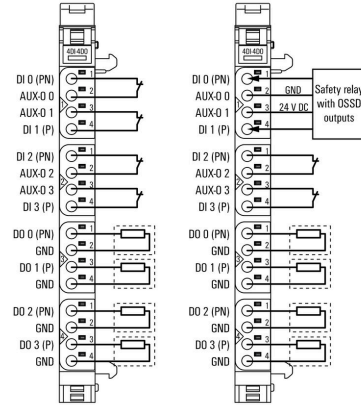 4DI4DO
DI 0 (PN) 1
AUX-O 0 2
AUX-O 1 3
DI 1 (P) 4
DI 2 (PN) 1
AUX-O 2 2
AUX-O 3 3
DI 3 (P) 4
DO 0 (PN) 1
GND 2
DO 1 (P) 3
GND 4
DO 2 (PN) 1
GND 2
DO 3 (P) 3
GND 4
4DI4DO
DI 0 (PN) 1
AUX-O 0 2 GND
AUX-O 1 3 24 V DC
DI 1 (P) 4
Safety relay
with OSSD
outputs
DI 2 (PN) 1
AUX-O 2 2
AUX-O 3 3
DI 3 (P) 4
DO 0 (PN) 1
GND 2
DO 1 (P) 3
GND 4
DO 2 (PN) 1
GND 2
DO 3 (P) 3
GND 4